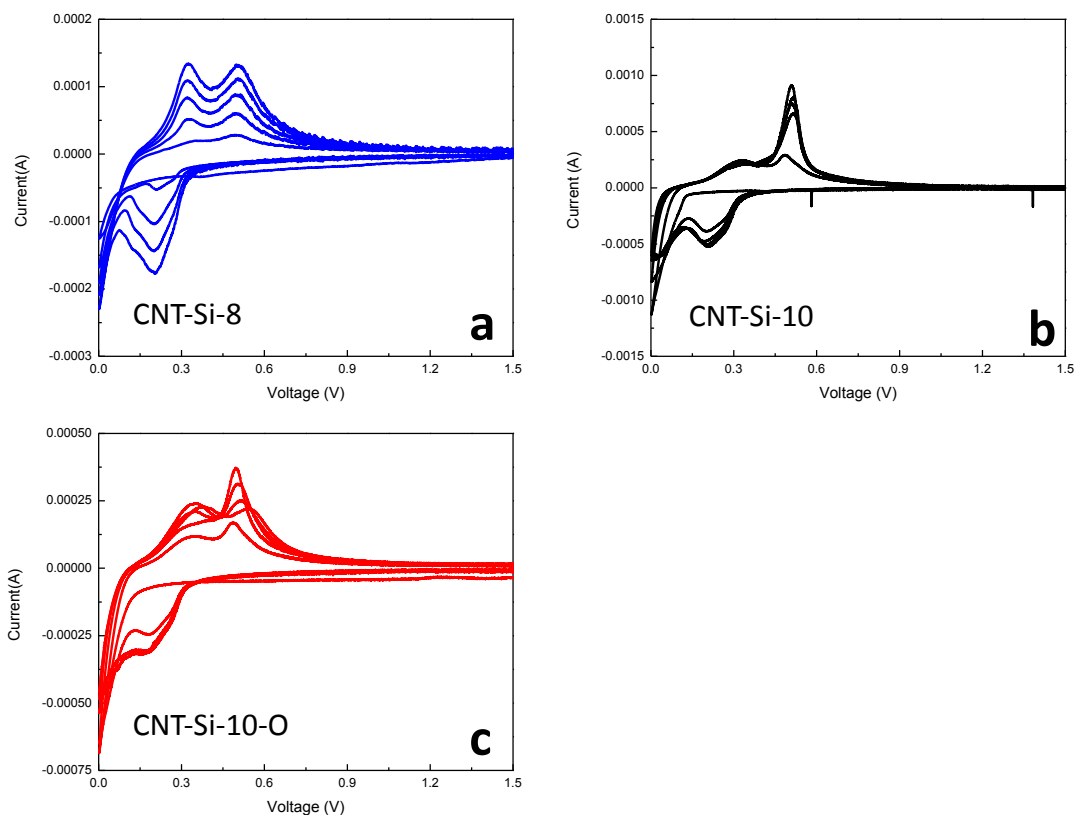 0.0002
0.0001
0.0000
-0.0001
-0.0002
-0.0003
Current(A)
0.0 0.3 0.6 0.9 1.2 1.5
Voltage (V)
CNT-Si-8
a
0.0015
0.0010
0.0005
0.0000
-0.0005
-0.0010
-0.0015
Current (A)
0.0 0.3 0.6 0.9 1.2 1.5
Voltage (V)
CNT-Si-10
b
0.00050
0.00025
0.00000
-0.00025
-0.00050
-0.00075
Current(A)
0.0 0.3 0.6 0.9 1.2 1.5
Voltage (V)
CNT-Si-10-O
c